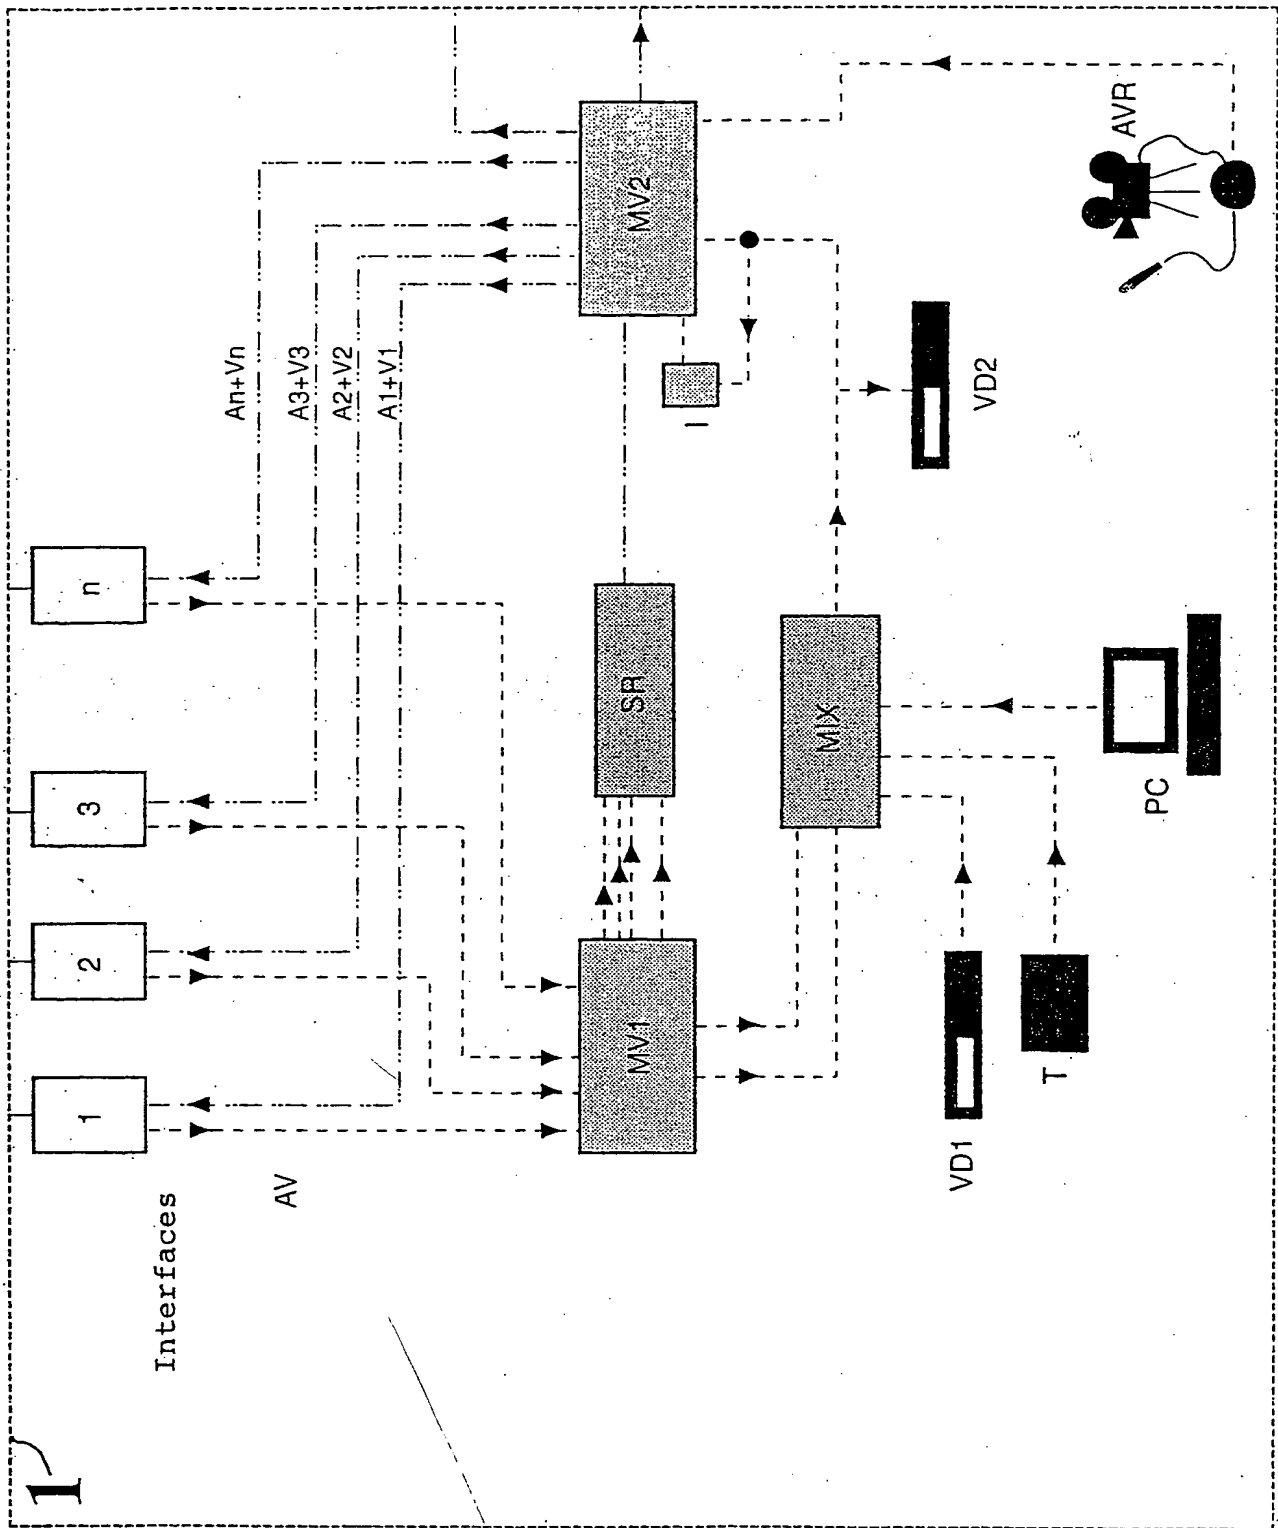 1
Interfaces
1
2
3
n
AV
An+Vn
A3+V3
A2+V2
A1+V1
MV1
SR
MV2
I
MIX
VD1
T
PC
VD2
AVR